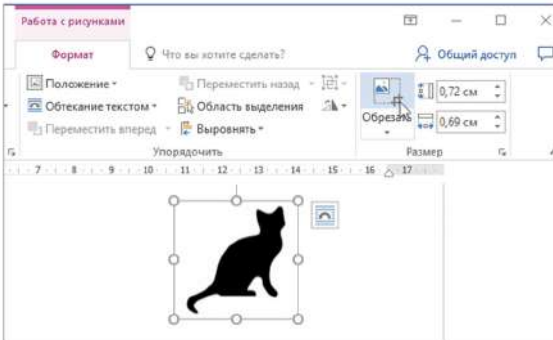 Работа с рисунками
Формат
Что вы хотите сделать?
Общий доступ
Положение
Переместить назад
Обтекание текстом
Область выделения
Переместить вперед
Выровнять
Обрезать
0,72 см
0,69 см
Упорядочить
Размер
7 8 9 10 11 12 13 14 15 16 17